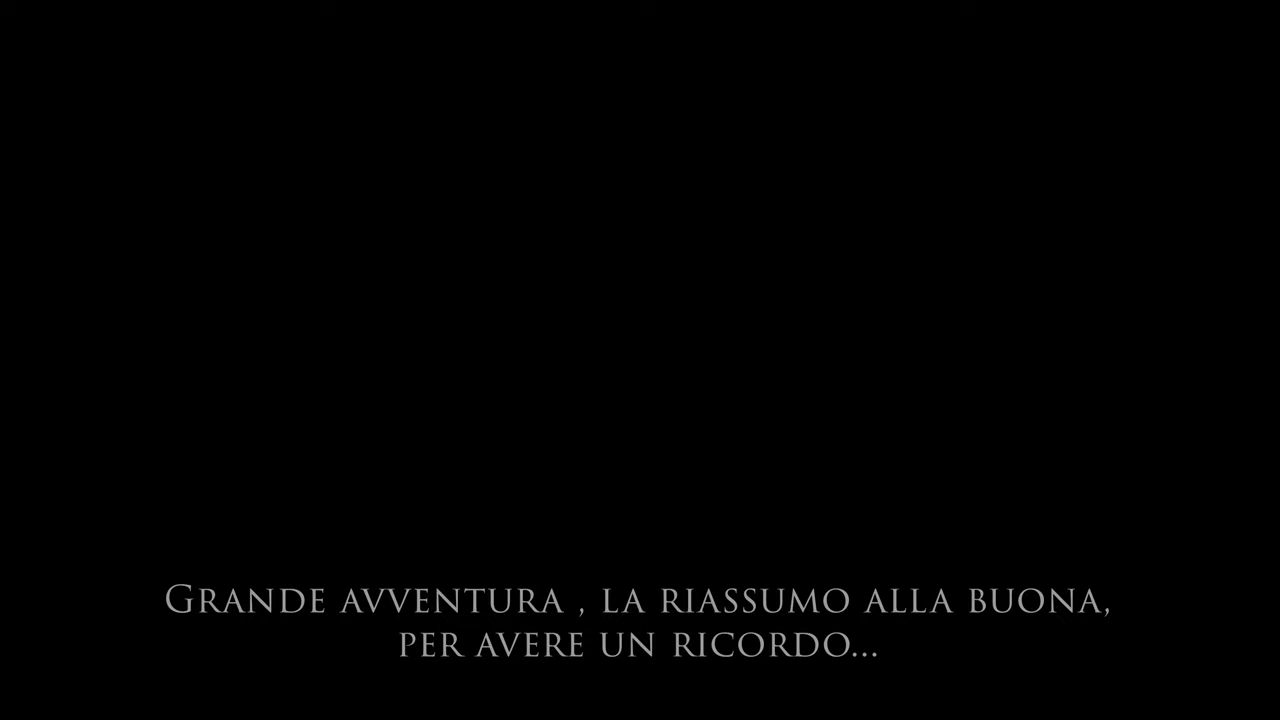 Grande avventura , la riassumo alla buona,
per avere un ricordo...